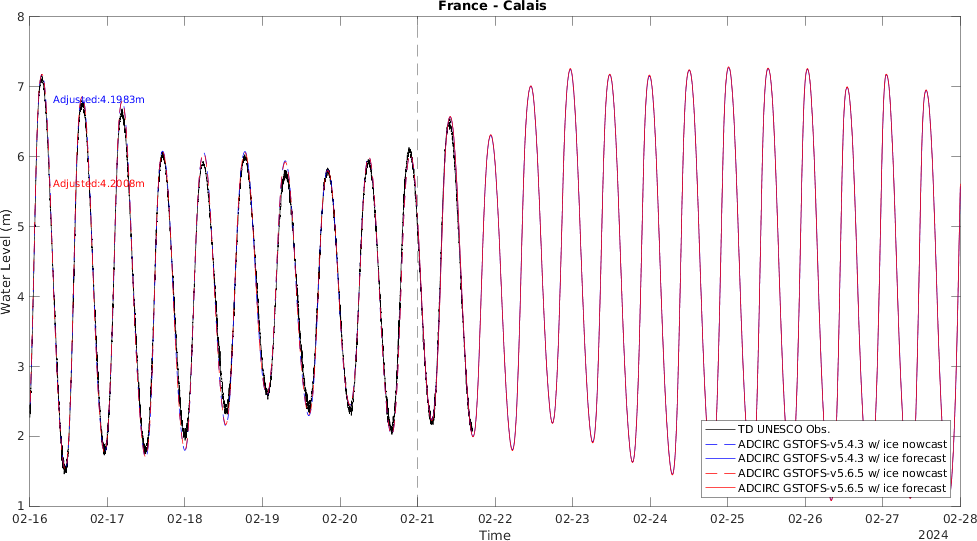 France - Calais
8
7
6
5
4
3
2
1
Water Level (m)
Adjusted:4.1983m
Adjusted:4.2008m
TD UNESCO Obs.
ADCIRC GSTOFS-v5.4.3 w/ ice nowcast
ADCIRC GSTOFS-v5.4.3 w/ ice forecast
ADCIRC GSTOFS-v5.6.5 w/ ice nowcast
ADCIRC GSTOFS-v5.6.5 w/ ice forecast
02-16 02-17 02-18 02-19 02-20 02-21 02-22 02-23 02-24 02-25 02-26 02-27 02-28
Time
2024